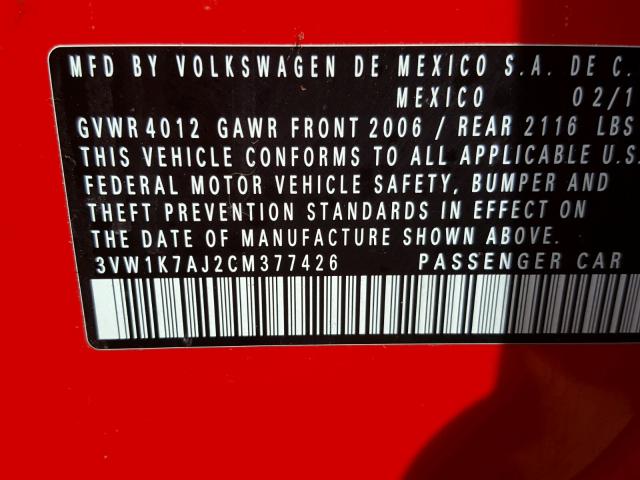 MFD BY VOLKSWAGEN DE MEXICO S.A. DE C.
MEXICO 02/1
GVWR 4012 GAWR FRONT 2006 / REAR 2116 LBS
THIS VEHICLE CONFORMS TO ALL APPLICABLE U.S.
FEDERAL MOTOR VEHICLE SAFETY, BUMPER AND
THEFT PREVENTION STANDARDS IN EFFECT ON
THE DATE OF MANUFACTURE SHOWN ABOVE.
3VW1K7AJ2CM377426 PASSENGER CAR